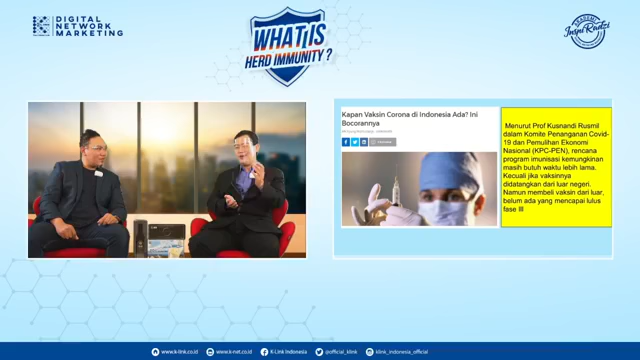 DIGITAL
NETWORK
MARKETING
WHAT IS
HERD IMMUNITY ?
AKADEMI
InspiRadzi
Kapan Vaksin Corona di Indonesia Ada? Ini
Bocorannya
Menurut Prof Kusnandi Rusmil
dalam Komite Penanganan Covid-
19 dan Pemulihan Ekonomi
Nasional (KPC-PEN), rencana
program imunisasi kemungkinan
masih butuh waktu lebih lama.
Kecuali jika vaksinnya
didatangkan dari luar negeri.
Namun membeli vaksin dari luar,
belum ada yang mencapai lulus
fase III
www.k-link.co.id
www.k-net.co.id
K-Link Indonesia
@official_klink
klink_indonesia_official